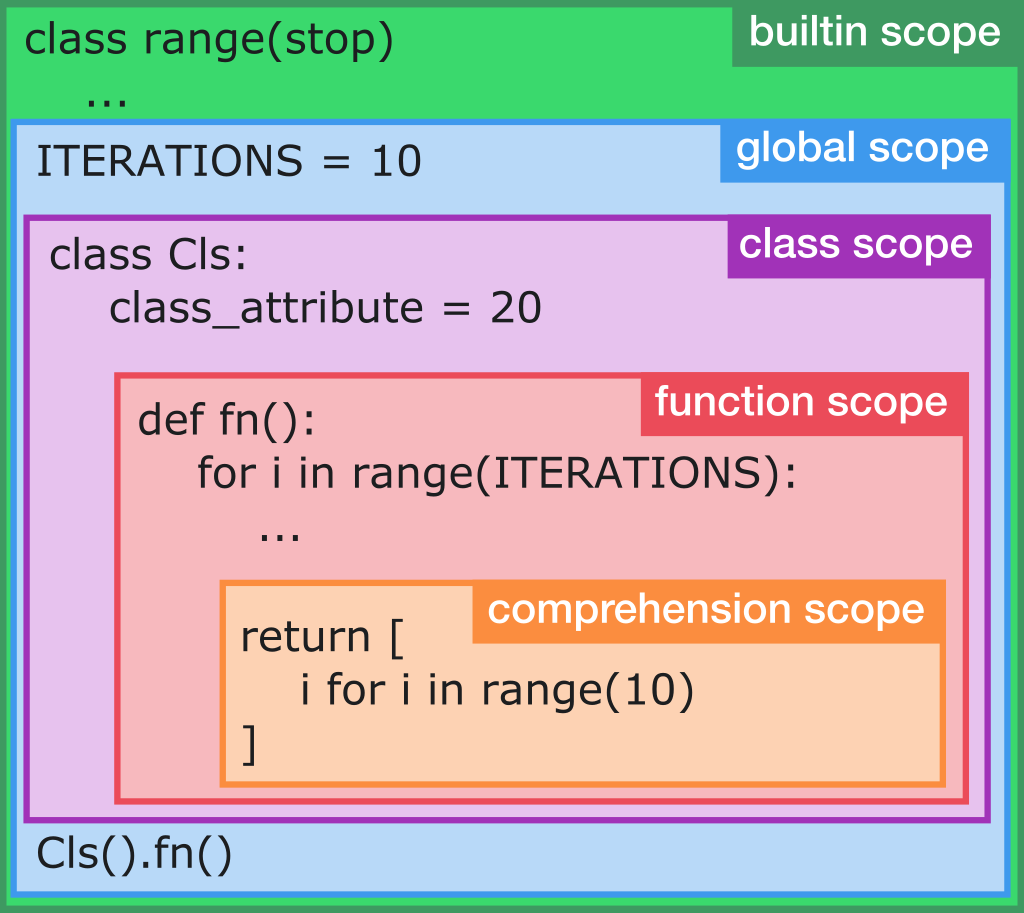 class range(stop)
builtin scope
...
ITERATIONS = 10
global scope
class Cls:
class scope
class_attribute = 20
def fn():
function scope
for i in range(ITERATIONS):
...
comprehension scope
return [
i for i in range(10)
]
Cls().fn()